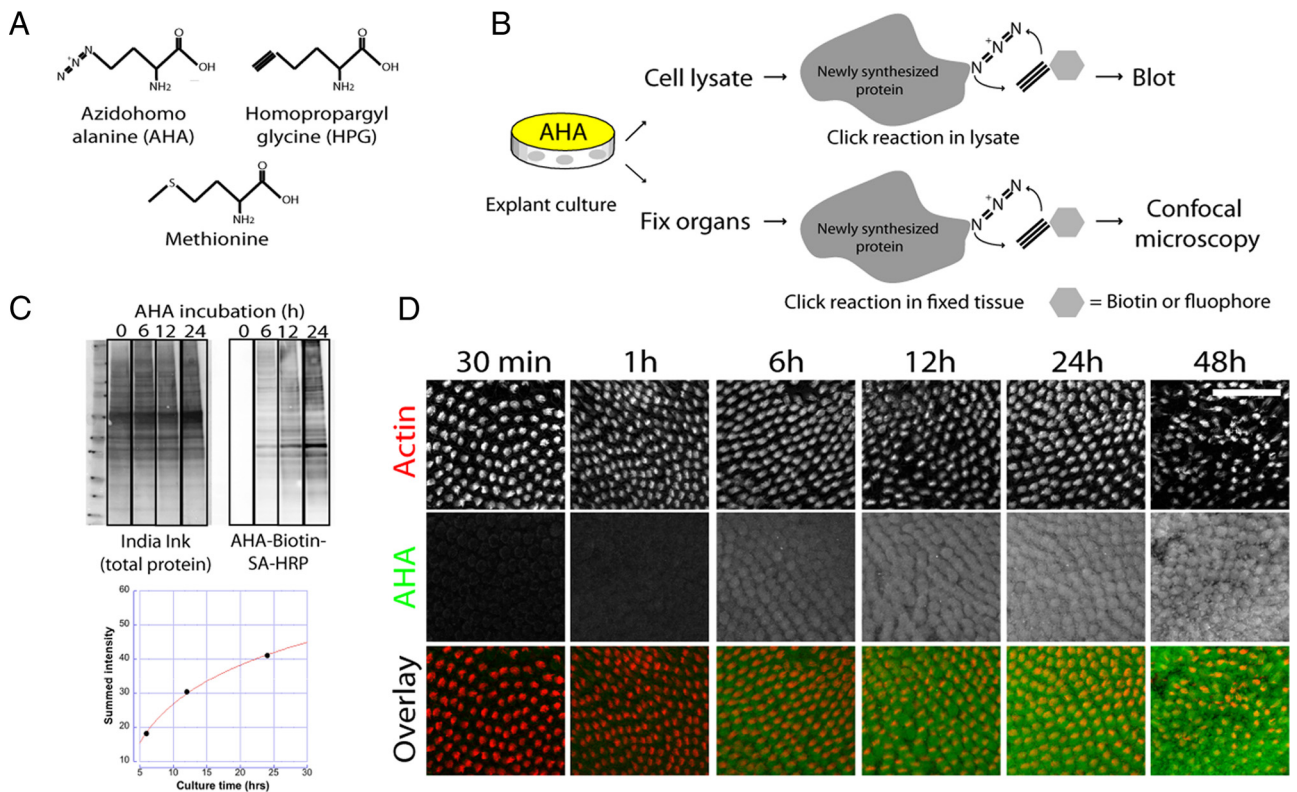 A
N
N
+
N
O
OH
NH2
Azidohomo
alanine (AHA)
O
OH
NH2
Homopropargyl
glycine (HPG)
S
O
OH
NH2
Methionine
B
AHA
Explant culture
Cell lysate
Newly synthesized
protein
N
+
N
N
Blot
Click reaction in lysate
Fix organs
Newly synthesized
protein
N
+
N
N
Confocal
microscopy
Click reaction in fixed tissue
= Biotin or fluophore
C
AHA incubation (h)
0 6 12 24 0 6 12 24
India Ink
(total protein)
AHA-Biotin-
SA-HRP
Summed intensity
60
50
40
30
20
10
5 10 15 20 25 30
Culture time (hrs)
D
30 min 1h 6h 12h 24h 48h
Actin
AHA
Overlay